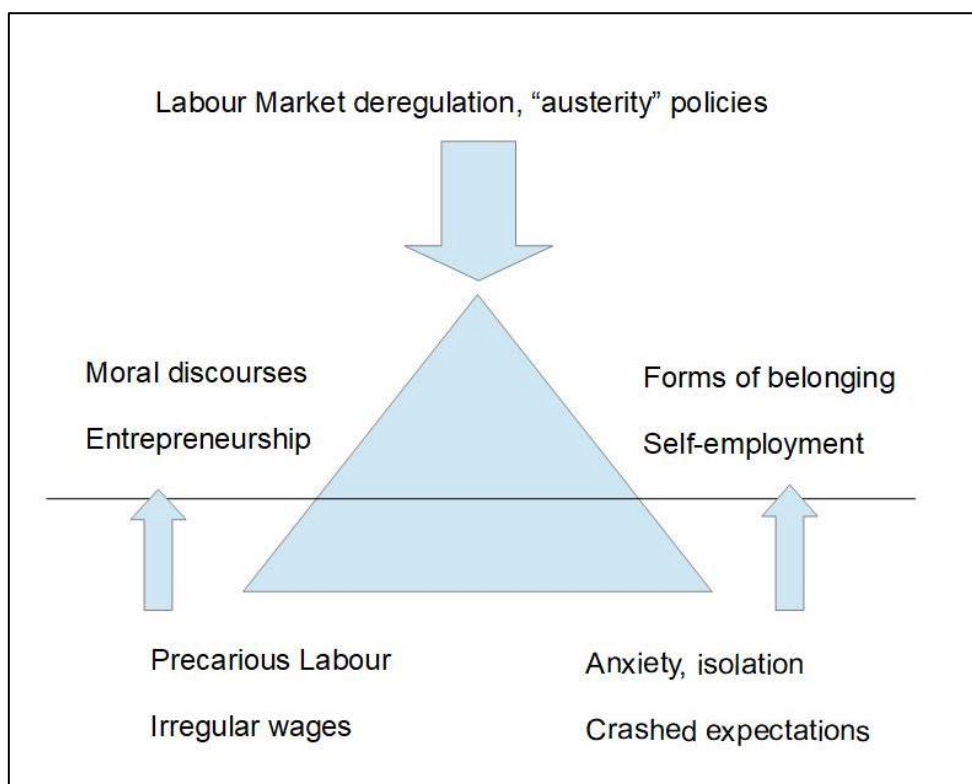 Labour Market deregulation, “austerity” policies
Moral discourses
Entrepreneurship
Forms of belonging
Self-employment
Precarious Labour
Irregular wages
Anxiety, isolation
Crashed expectations